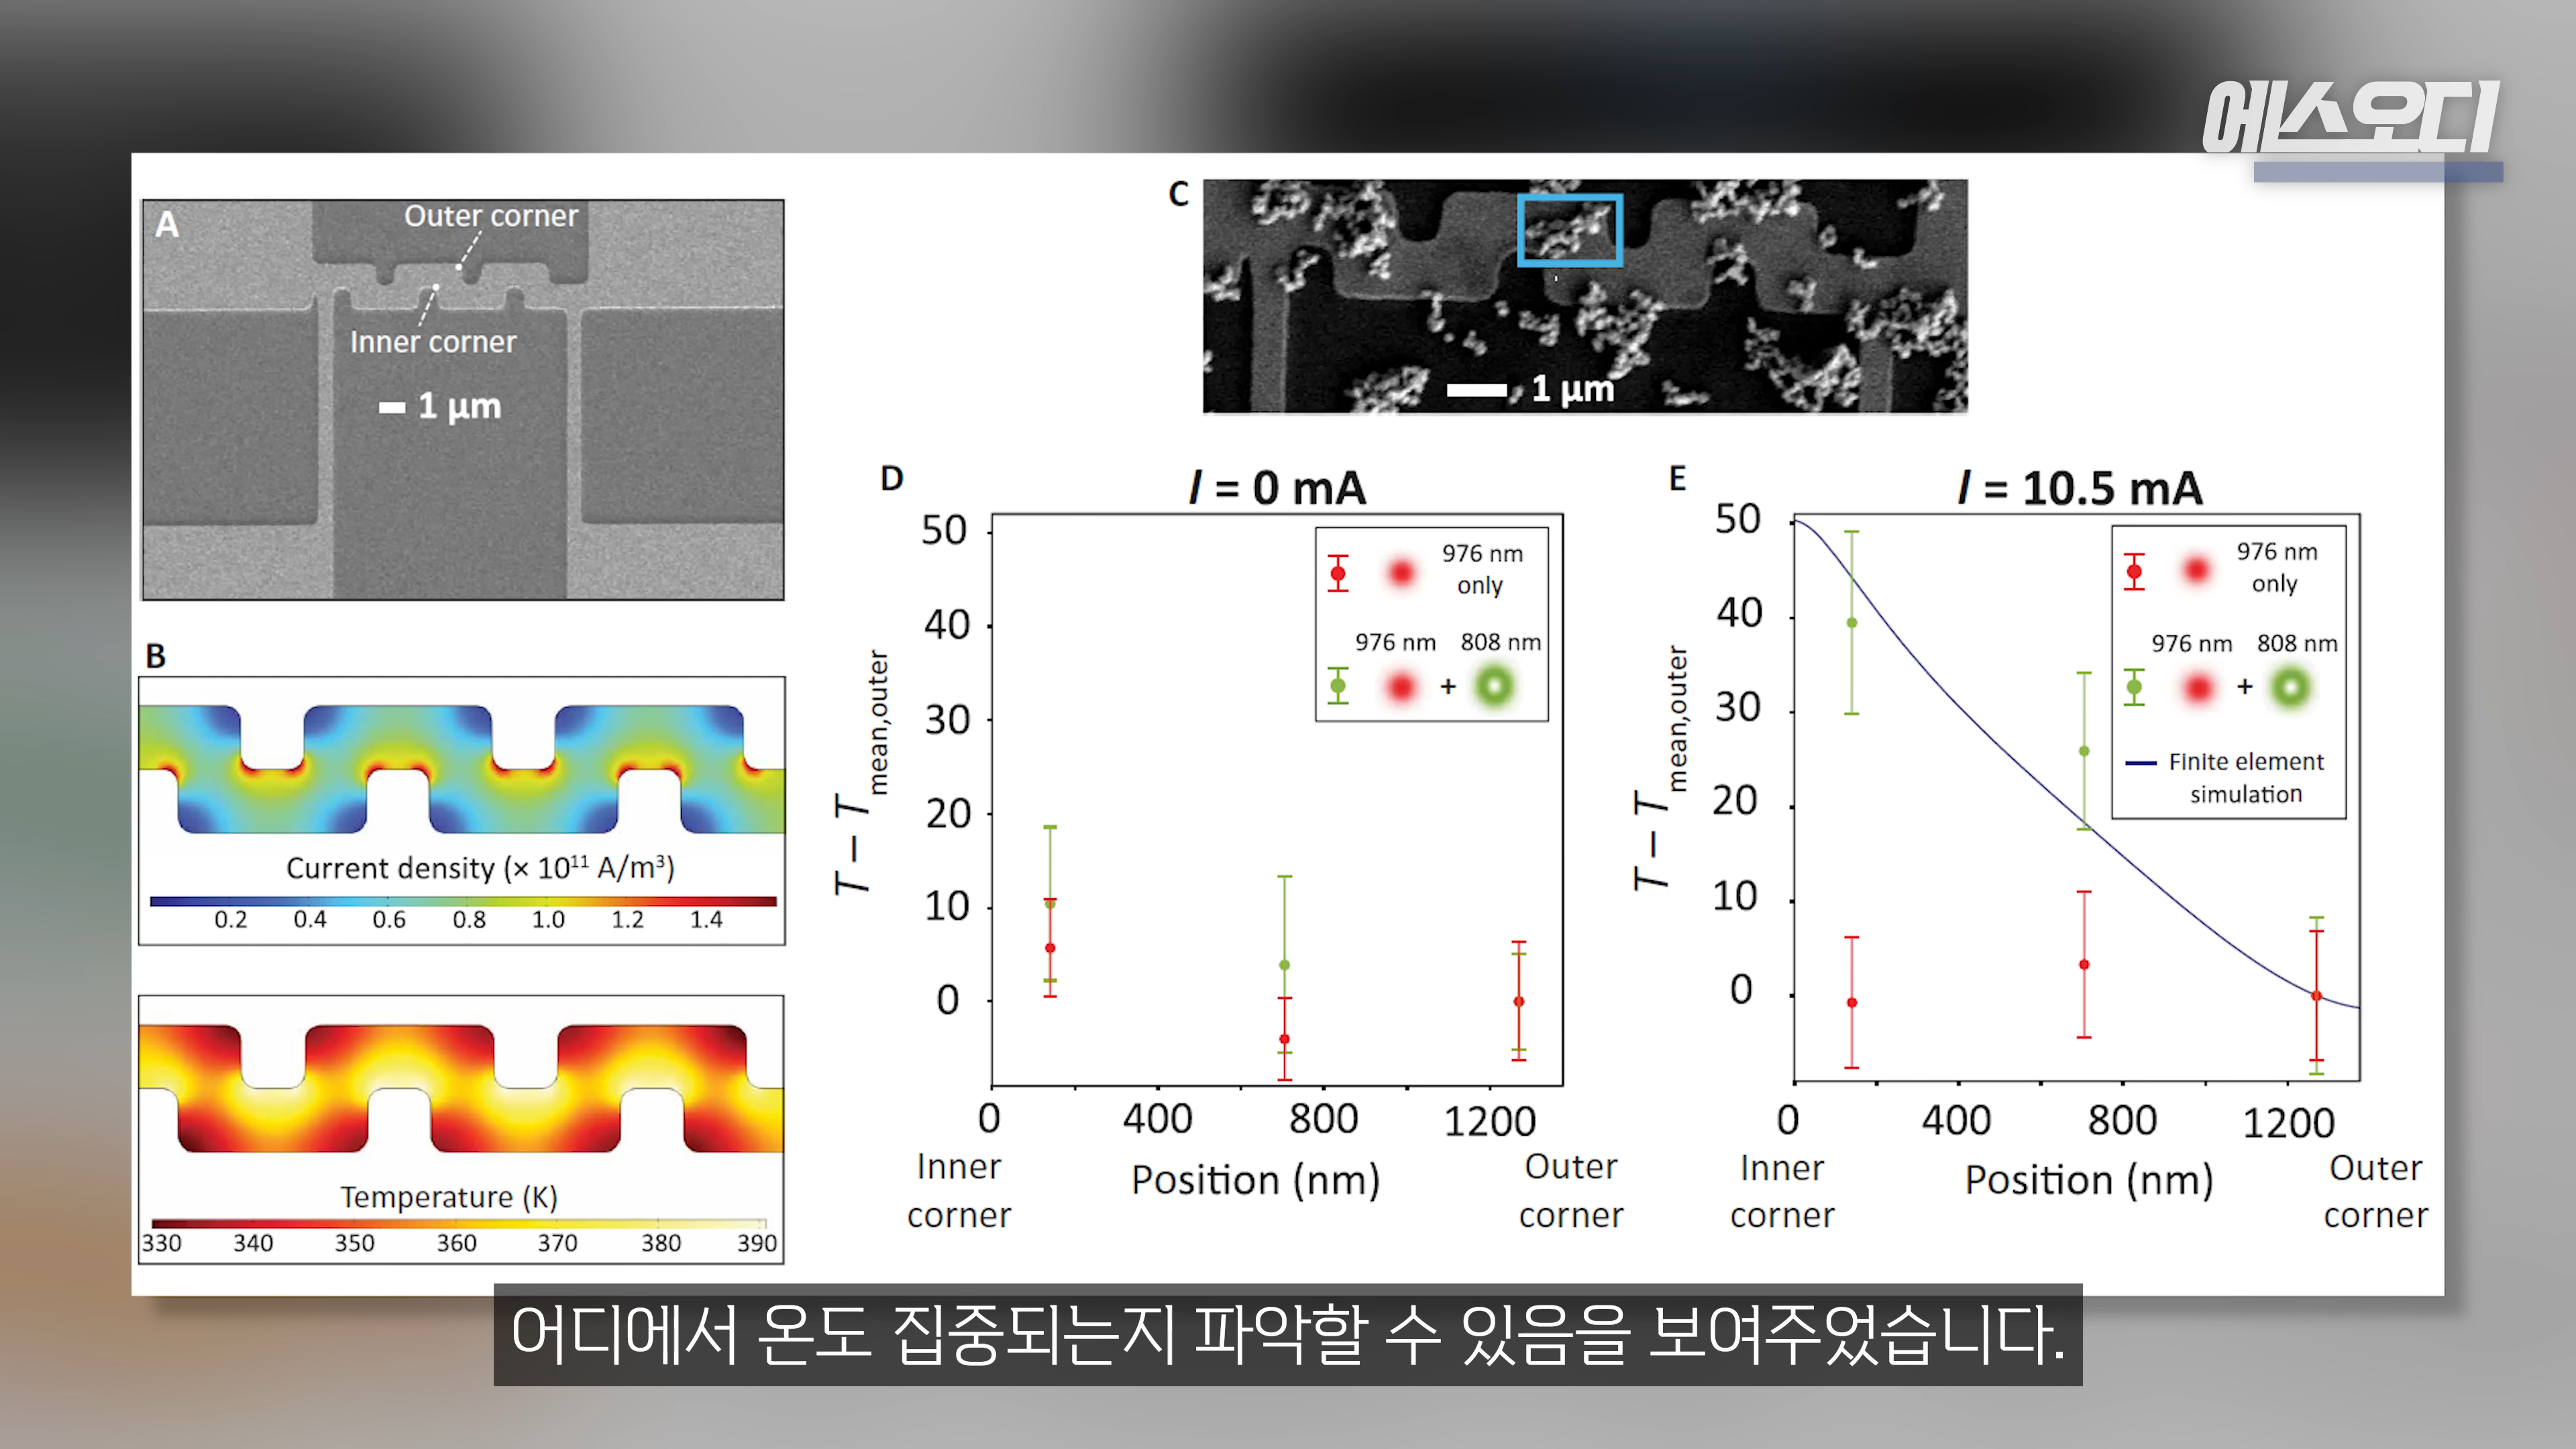 에스오디
A
Outer corner
Inner corner
1 µm
B
Current density (× 10¹¹ A/m³)
0.2 0.4 0.6 0.8 1.0 1.2 1.4
Temperature (K)
330 340 350 360 370 380 390
C
1 µm
D
I = 0 mA
50
40
30
20
10
0
T – Tmean,outer
976 nm
only
976 nm 808 nm
+
0 400 800 1200
Inner
corner
Position (nm)
Outer
corner
E
I = 10.5 mA
50
40
30
20
10
0
T – Tmean,outer
976 nm
only
976 nm 808 nm
+
Finite element
simulation
0 400 800 1200
Inner
corner
Position (nm)
Outer
corner
어디에서 온도 집중되는지 파악할 수 있음을 보여주었습니다.